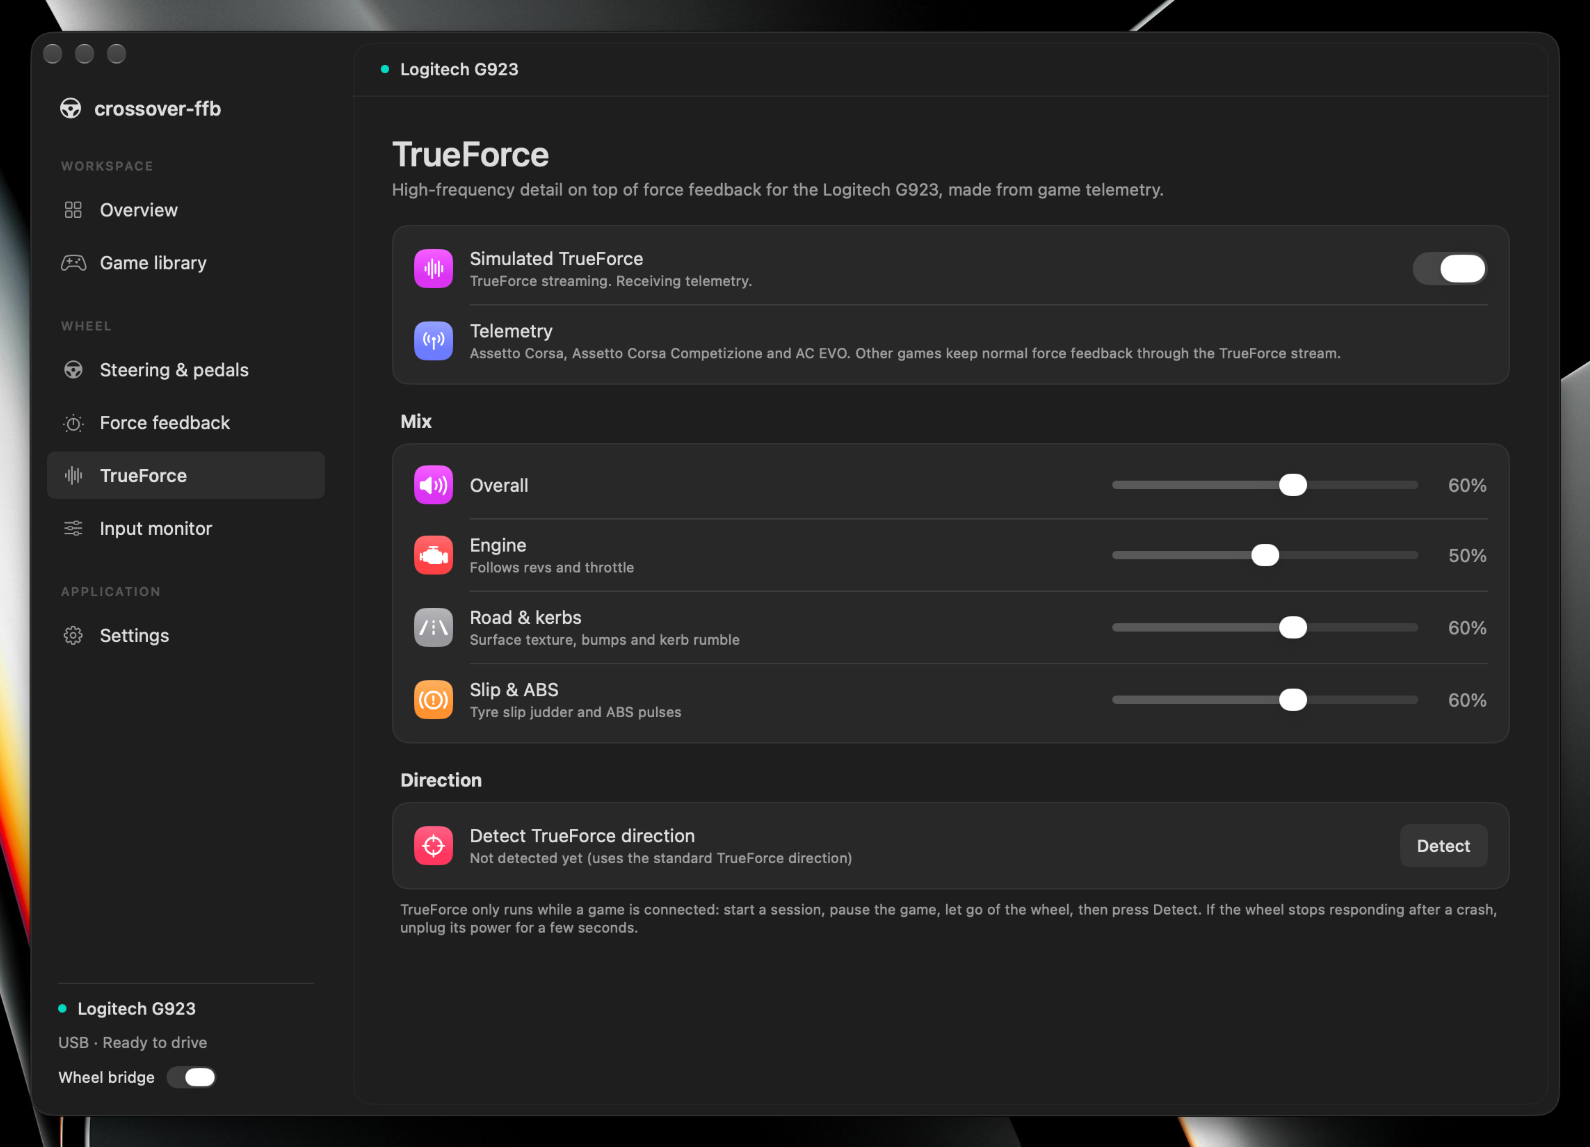 Logitech G923
crossover-ffb
WORKSPACE
Overview
Game library
WHEEL
Steering & pedals
Force feedback
TrueForce
Input monitor
APPLICATION
Settings
Logitech G923
USB · Ready to drive
Wheel bridge
TrueForce
High-frequency detail on top of force feedback for the Logitech G923, made from game telemetry.
Simulated TrueForce
TrueForce streaming. Receiving telemetry.
Telemetry
Assetto Corsa, Assetto Corsa Competizione and AC EVO. Other games keep normal force feedback through the TrueForce stream.
Mix
Overall
60%
Engine
Follows revs and throttle
50%
Road & kerbs
Surface texture, bumps and kerb rumble
60%
Slip & ABS
Tyre slip judder and ABS pulses
60%
Direction
Detect TrueForce direction
Not detected yet (uses the standard TrueForce direction)
Detect
TrueForce only runs while a game is connected: start a session, pause the game, let go of the wheel, then press Detect. If the wheel stops responding after a crash,
unplug its power for a few seconds.